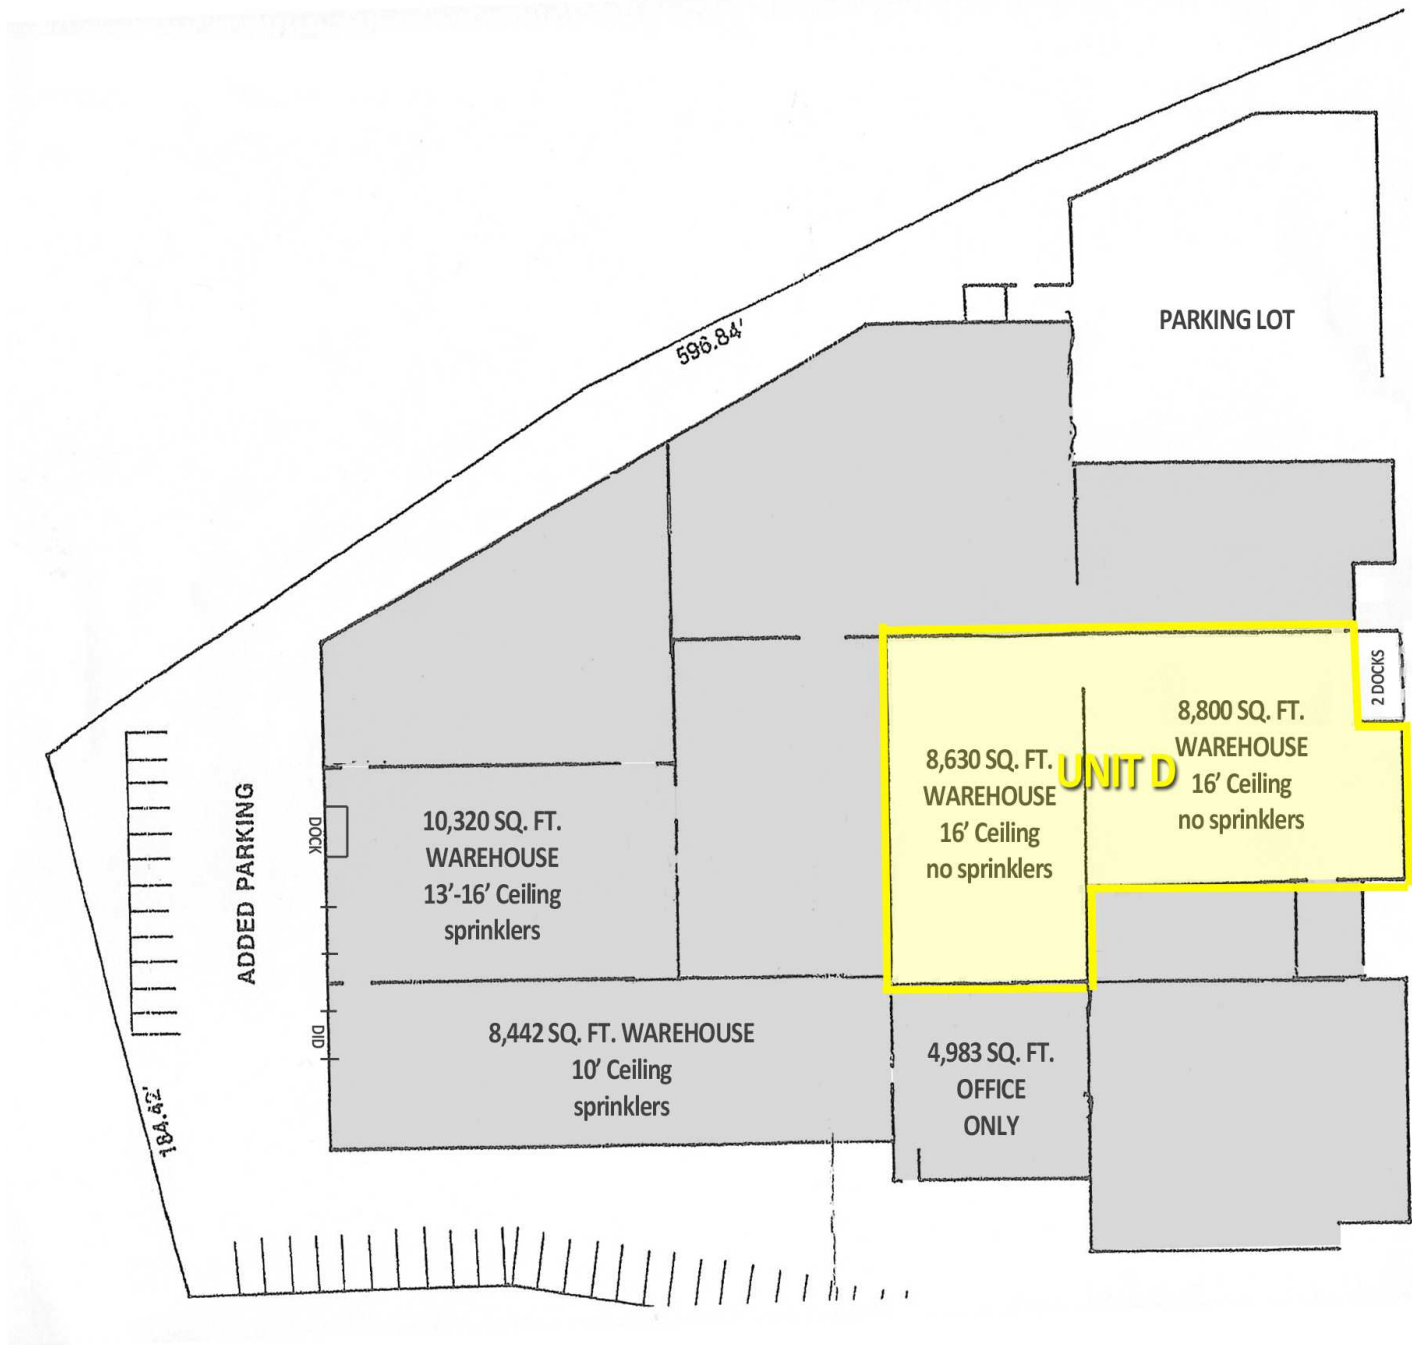 596.84'
PARKING LOT
2 DOCKS
8,800 SQ. FT.
WAREHOUSE
16' Ceiling
no sprinklers
UNIT D
8,630 SQ. FT.
WAREHOUSE
16' Ceiling
no sprinklers
10,320 SQ. FT.
WAREHOUSE
13'-16' Ceiling
sprinklers
DOCK
ADDED PARKING
DID
8,442 SQ. FT. WAREHOUSE
10' Ceiling
sprinklers
4,983 SQ. FT.
OFFICE
ONLY
184.42'